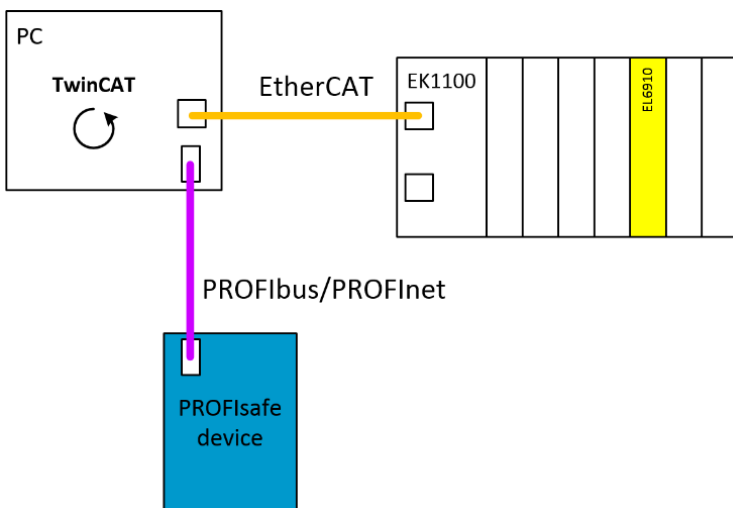 PC
TwinCAT
EtherCAT
EK1100
EL6910
PROFIbus/PROFInet
PROFIsafe
device